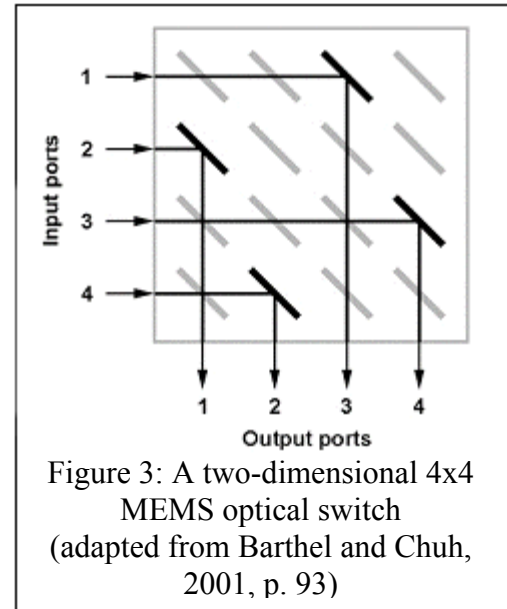 1
2
3
4
Input ports
1 2 3 4
Output ports
Figure 3: A two-dimensional 4x4
MEMS optical switch
(adapted from Barthel and Chuh,
2001, p. 93)